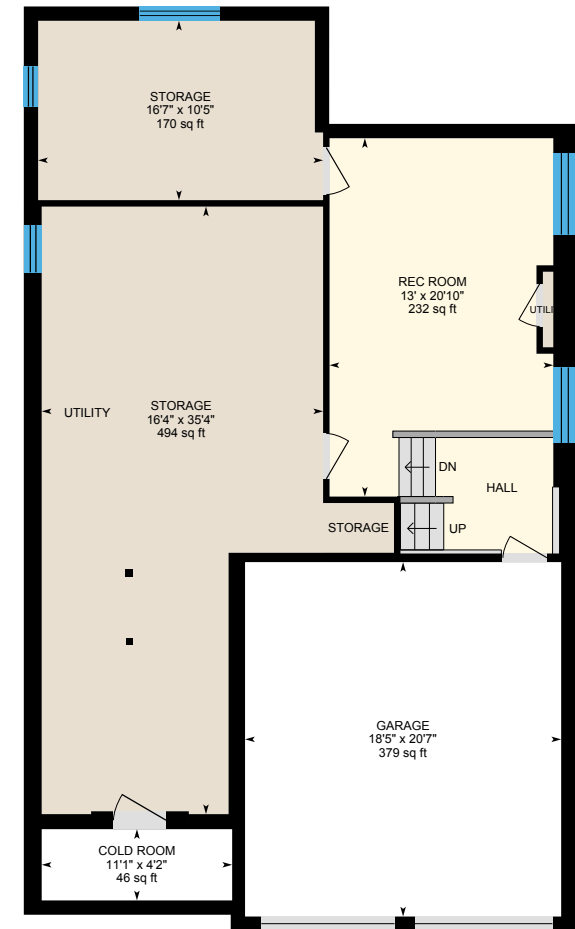 STORAGE
16'7" x 10'5"
170 sq ft
REC ROOM
13' x 20'10"
232 sq ft
UTILI
UTILITY
STORAGE
16'4" x 35'4"
494 sq ft
DN
HALL
STORAGE
UP
GARAGE
18'5" x 20'7"
379 sq ft
COLD ROOM
11'1" x 4'2"
46 sq ft